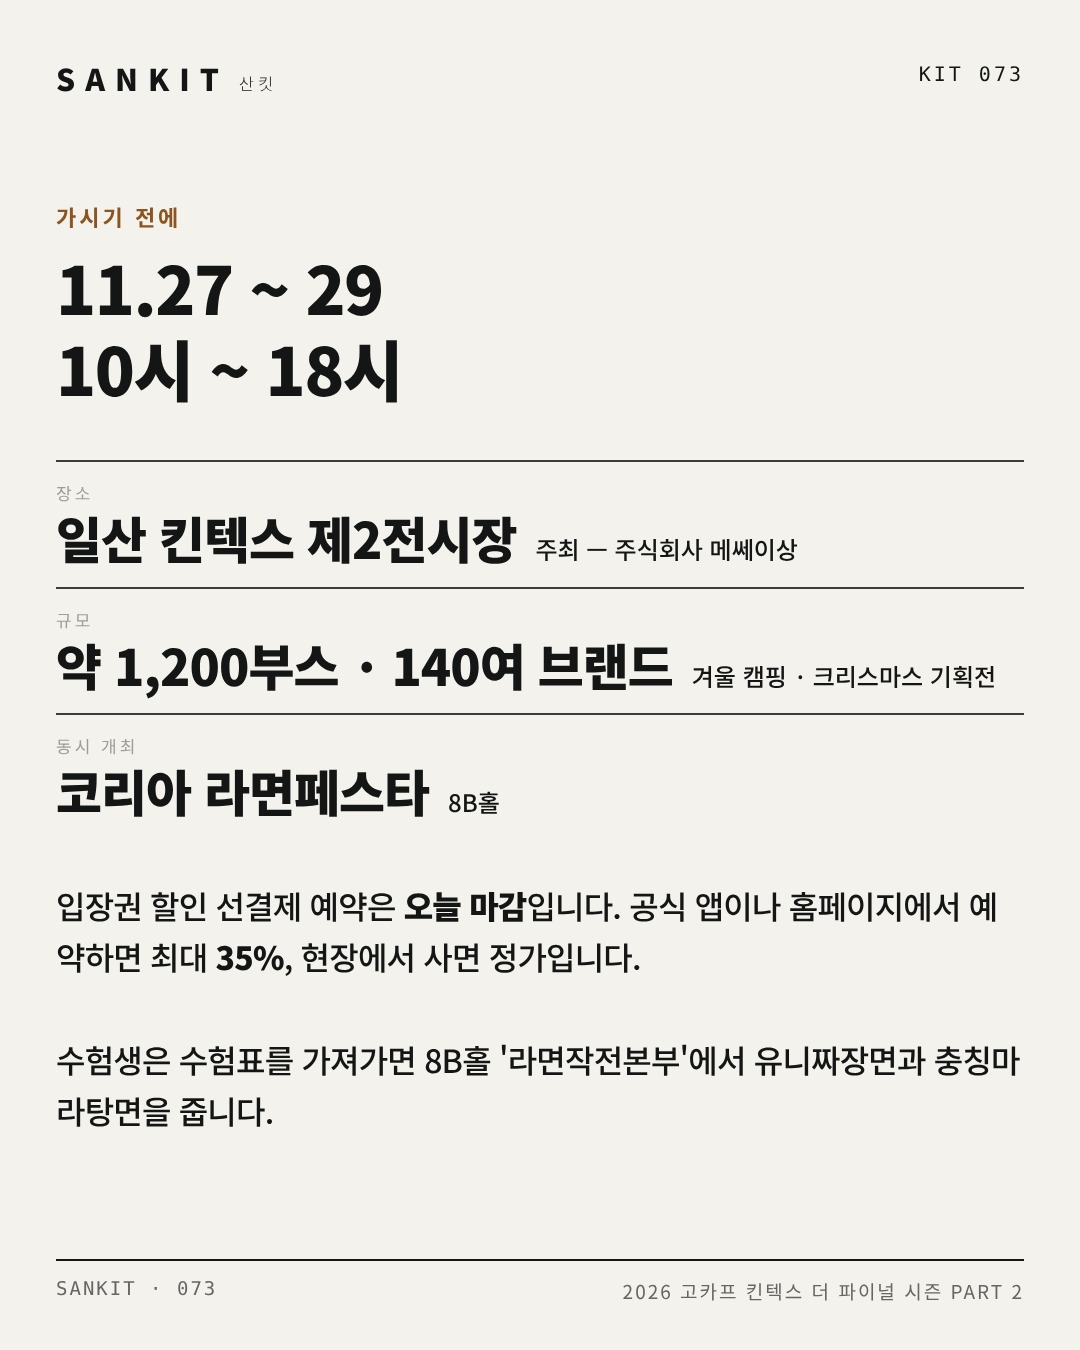 SANKIT 산킷
KIT 073
가시기 전에
11.27 ~ 29
10시 ~ 18시
장소
일산 킨텍스 제2전시장 주최 — 주식회사 메쎄이상
규모
약 1,200부스 · 140여 브랜드 겨울 캠핑 · 크리스마스 기획전
동시 개최
코리아 라면페스타 8B홀
입장권 할인 선결제 예약은 오늘 마감입니다. 공식 앱이나 홈페이지에서 예
약하면 최대 35%, 현장에서 사면 정가입니다.
수험생은 수험표를 가져가면 8B홀 '라면작전본부'에서 유니짜장면과 충칭마
라탕면을 줍니다.
SANKIT · 073
2026 고카프 킨텍스 더 파이널 시즌 PART 2